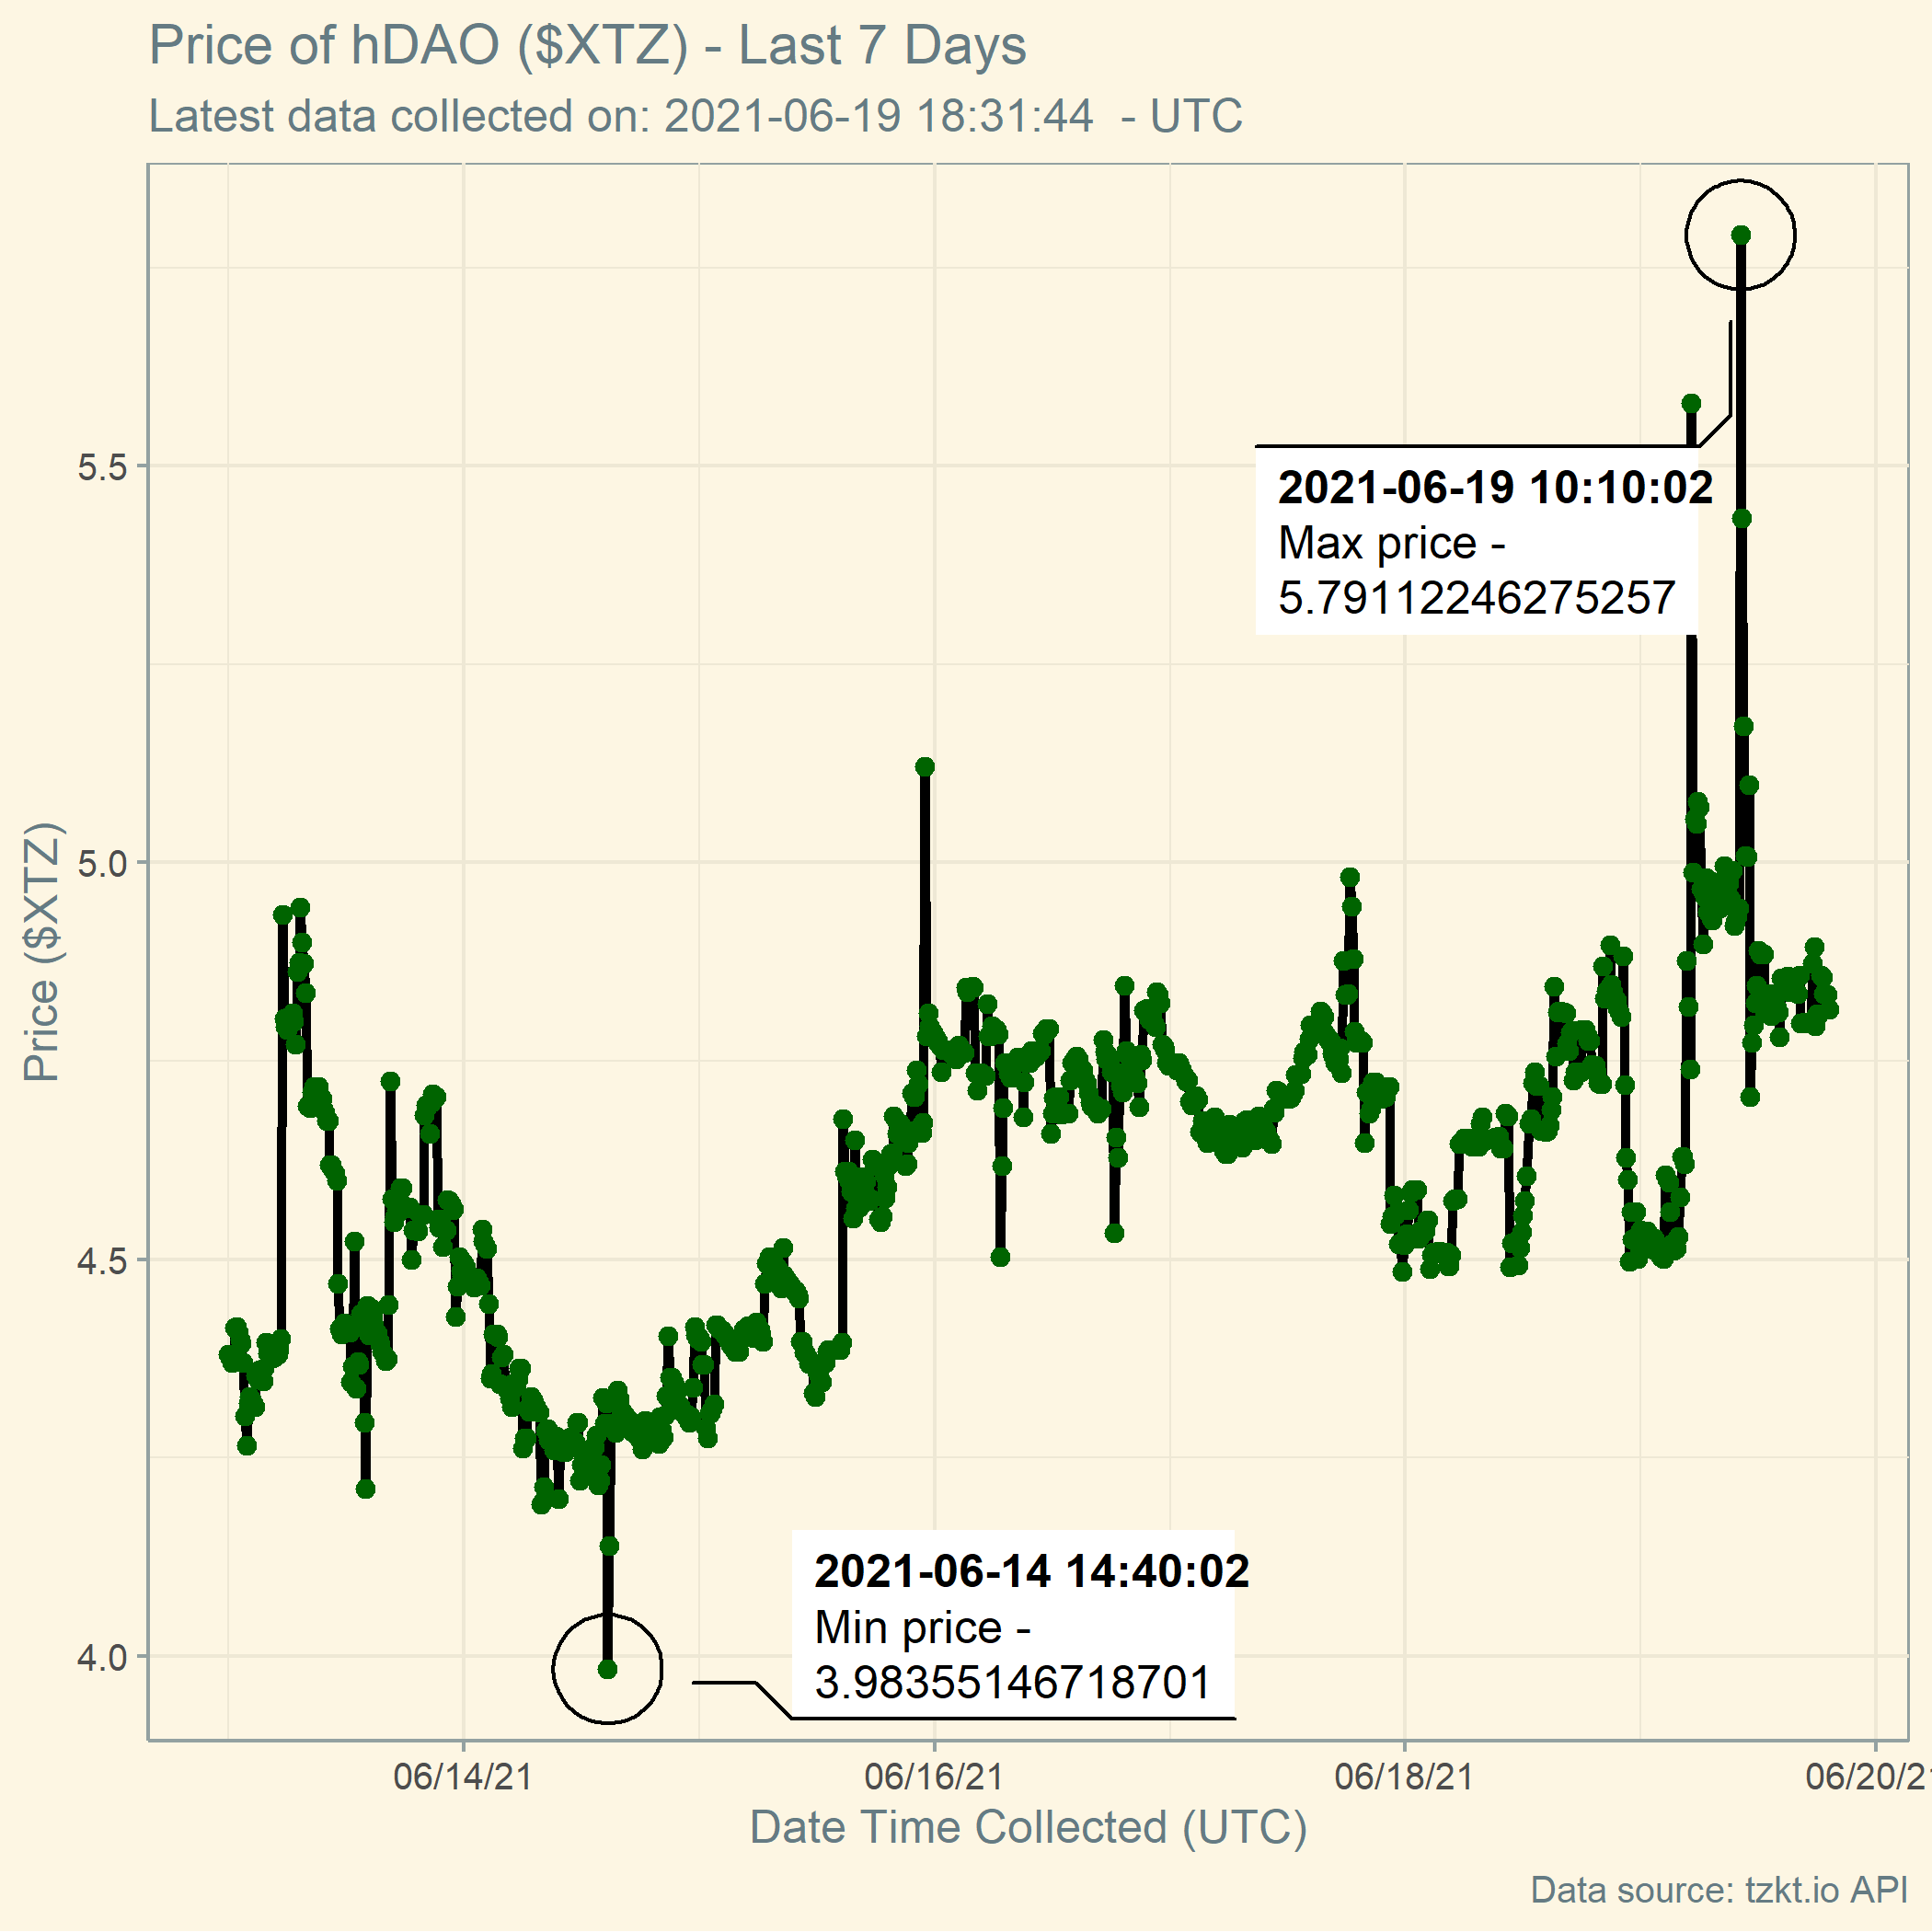 Price of hDAO ($XTZ) - Last 7 Days
Latest data collected on: 2021-06-19 18:31:44  - UTC
2021-06-19 10:10:02
Max price -
5.79112246275257
5.5
5.0
4.5
4.0
Price ($XTZ)
2021-06-14 14:40:02
Min price -
3.98355146718701
06/14/21
06/16/21
06/18/21
06/20/21
Date Time Collected (UTC)
Data source: tzkt.io API